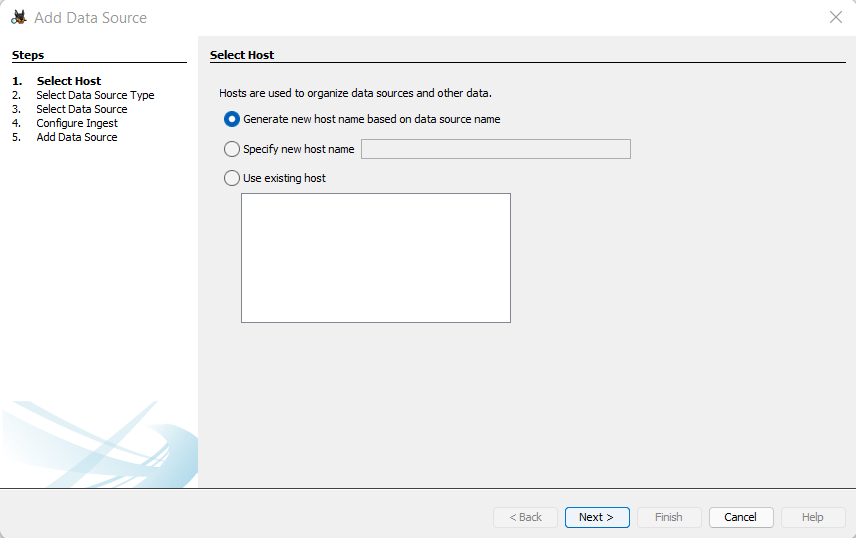 Add Data Source
Steps
1. Select Host
2. Select Data Source Type
3. Select Data Source
4. Configure Ingest
5. Add Data Source
Select Host
Hosts are used to organize data sources and other data.
Generate new host name based on data source name
Specify new host name
Use existing host
< Back Next > Finish Cancel Help